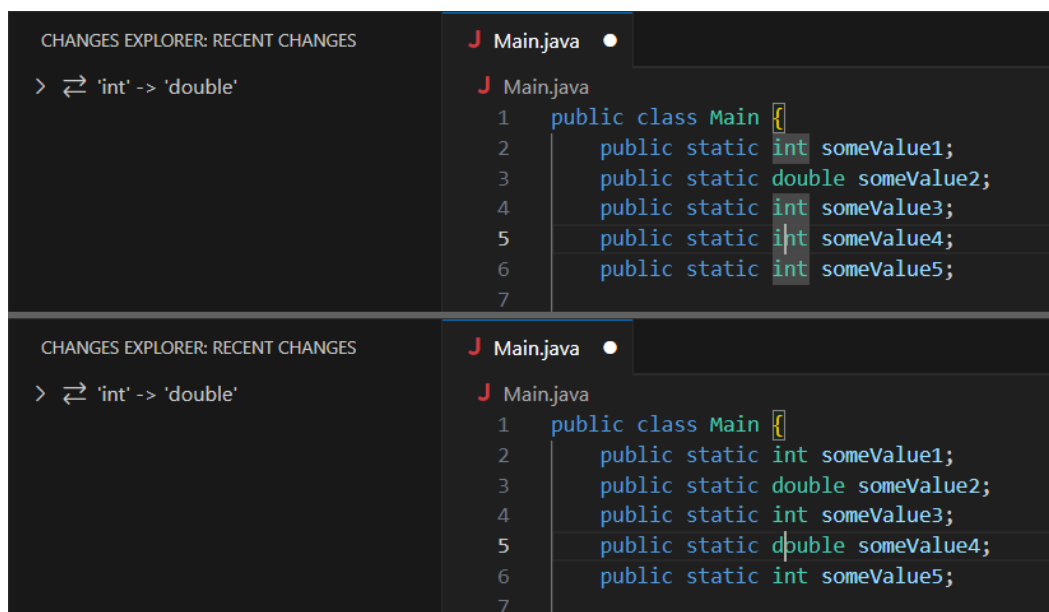 CHANGES EXPLORER: RECENT CHANGES
'int' -> 'double'
J Main.java
J Main.java
1 public class Main {
2 public static int someValue1;
3 public static double someValue2;
4 public static int someValue3;
5 public static int someValue4;
6 public static int someValue5;
7
CHANGES EXPLORER: RECENT CHANGES
'int' -> 'double'
J Main.java
J Main.java
1 public class Main {
2 public static int someValue1;
3 public static double someValue2;
4 public static int someValue3;
5 public static double someValue4;
6 public static int someValue5;
7